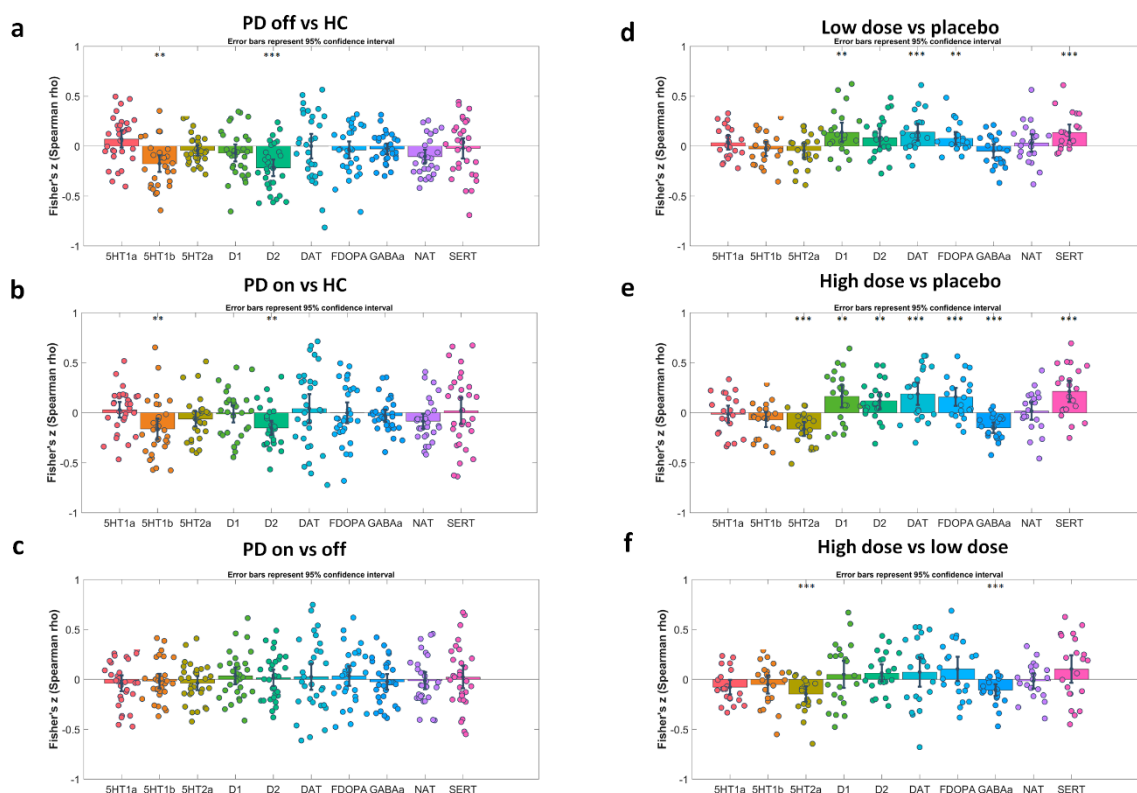 a
PD off vs HC
Error bars represent 95% confidence interval
** ***
Fisher's z (Spearman rho)
1
0.5
0
-0.5
-1
5HT1a 5HT1b 5HT2a D1 D2 DAT FDOPA GABAa NAT SERT
b
PD on vs HC
Error bars represent 95% confidence interval
** **
Fisher's z (Spearman rho)
1
0.5
0
-0.5
-1
5HT1a 5HT1b 5HT2a D1 D2 DAT FDOPA GABAa NAT SERT
c
PD on vs off
Error bars represent 95% confidence interval
Fisher's z (Spearman rho)
1
0.5
0
-0.5
-1
5HT1a 5HT1b 5HT2a D1 D2 DAT FDOPA GABAa NAT SERT
d
Low dose vs placebo
Error bars represent 95% confidence interval
** *** ** ***
Fisher's z (Spearman rho)
1
0.5
0
-0.5
-1
5HT1a 5HT1b 5HT2a D1 D2 DAT FDOPA GABAa NAT SERT
e
High dose vs placebo
Error bars represent 95% confidence interval
*** ** ** *** *** *** ***
Fisher's z (Spearman rho)
1
0.5
0
-0.5
-1
5HT1a 5HT1b 5HT2a D1 D2 DAT FDOPA GABAa NAT SERT
f
High dose vs low dose
Error bars represent 95% confidence interval
*** ***
Fisher's z (Spearman rho)
1
0.5
0
-0.5
-1
5HT1a 5HT1b 5HT2a D1 D2 DAT FDOPA GABAa NAT SERT